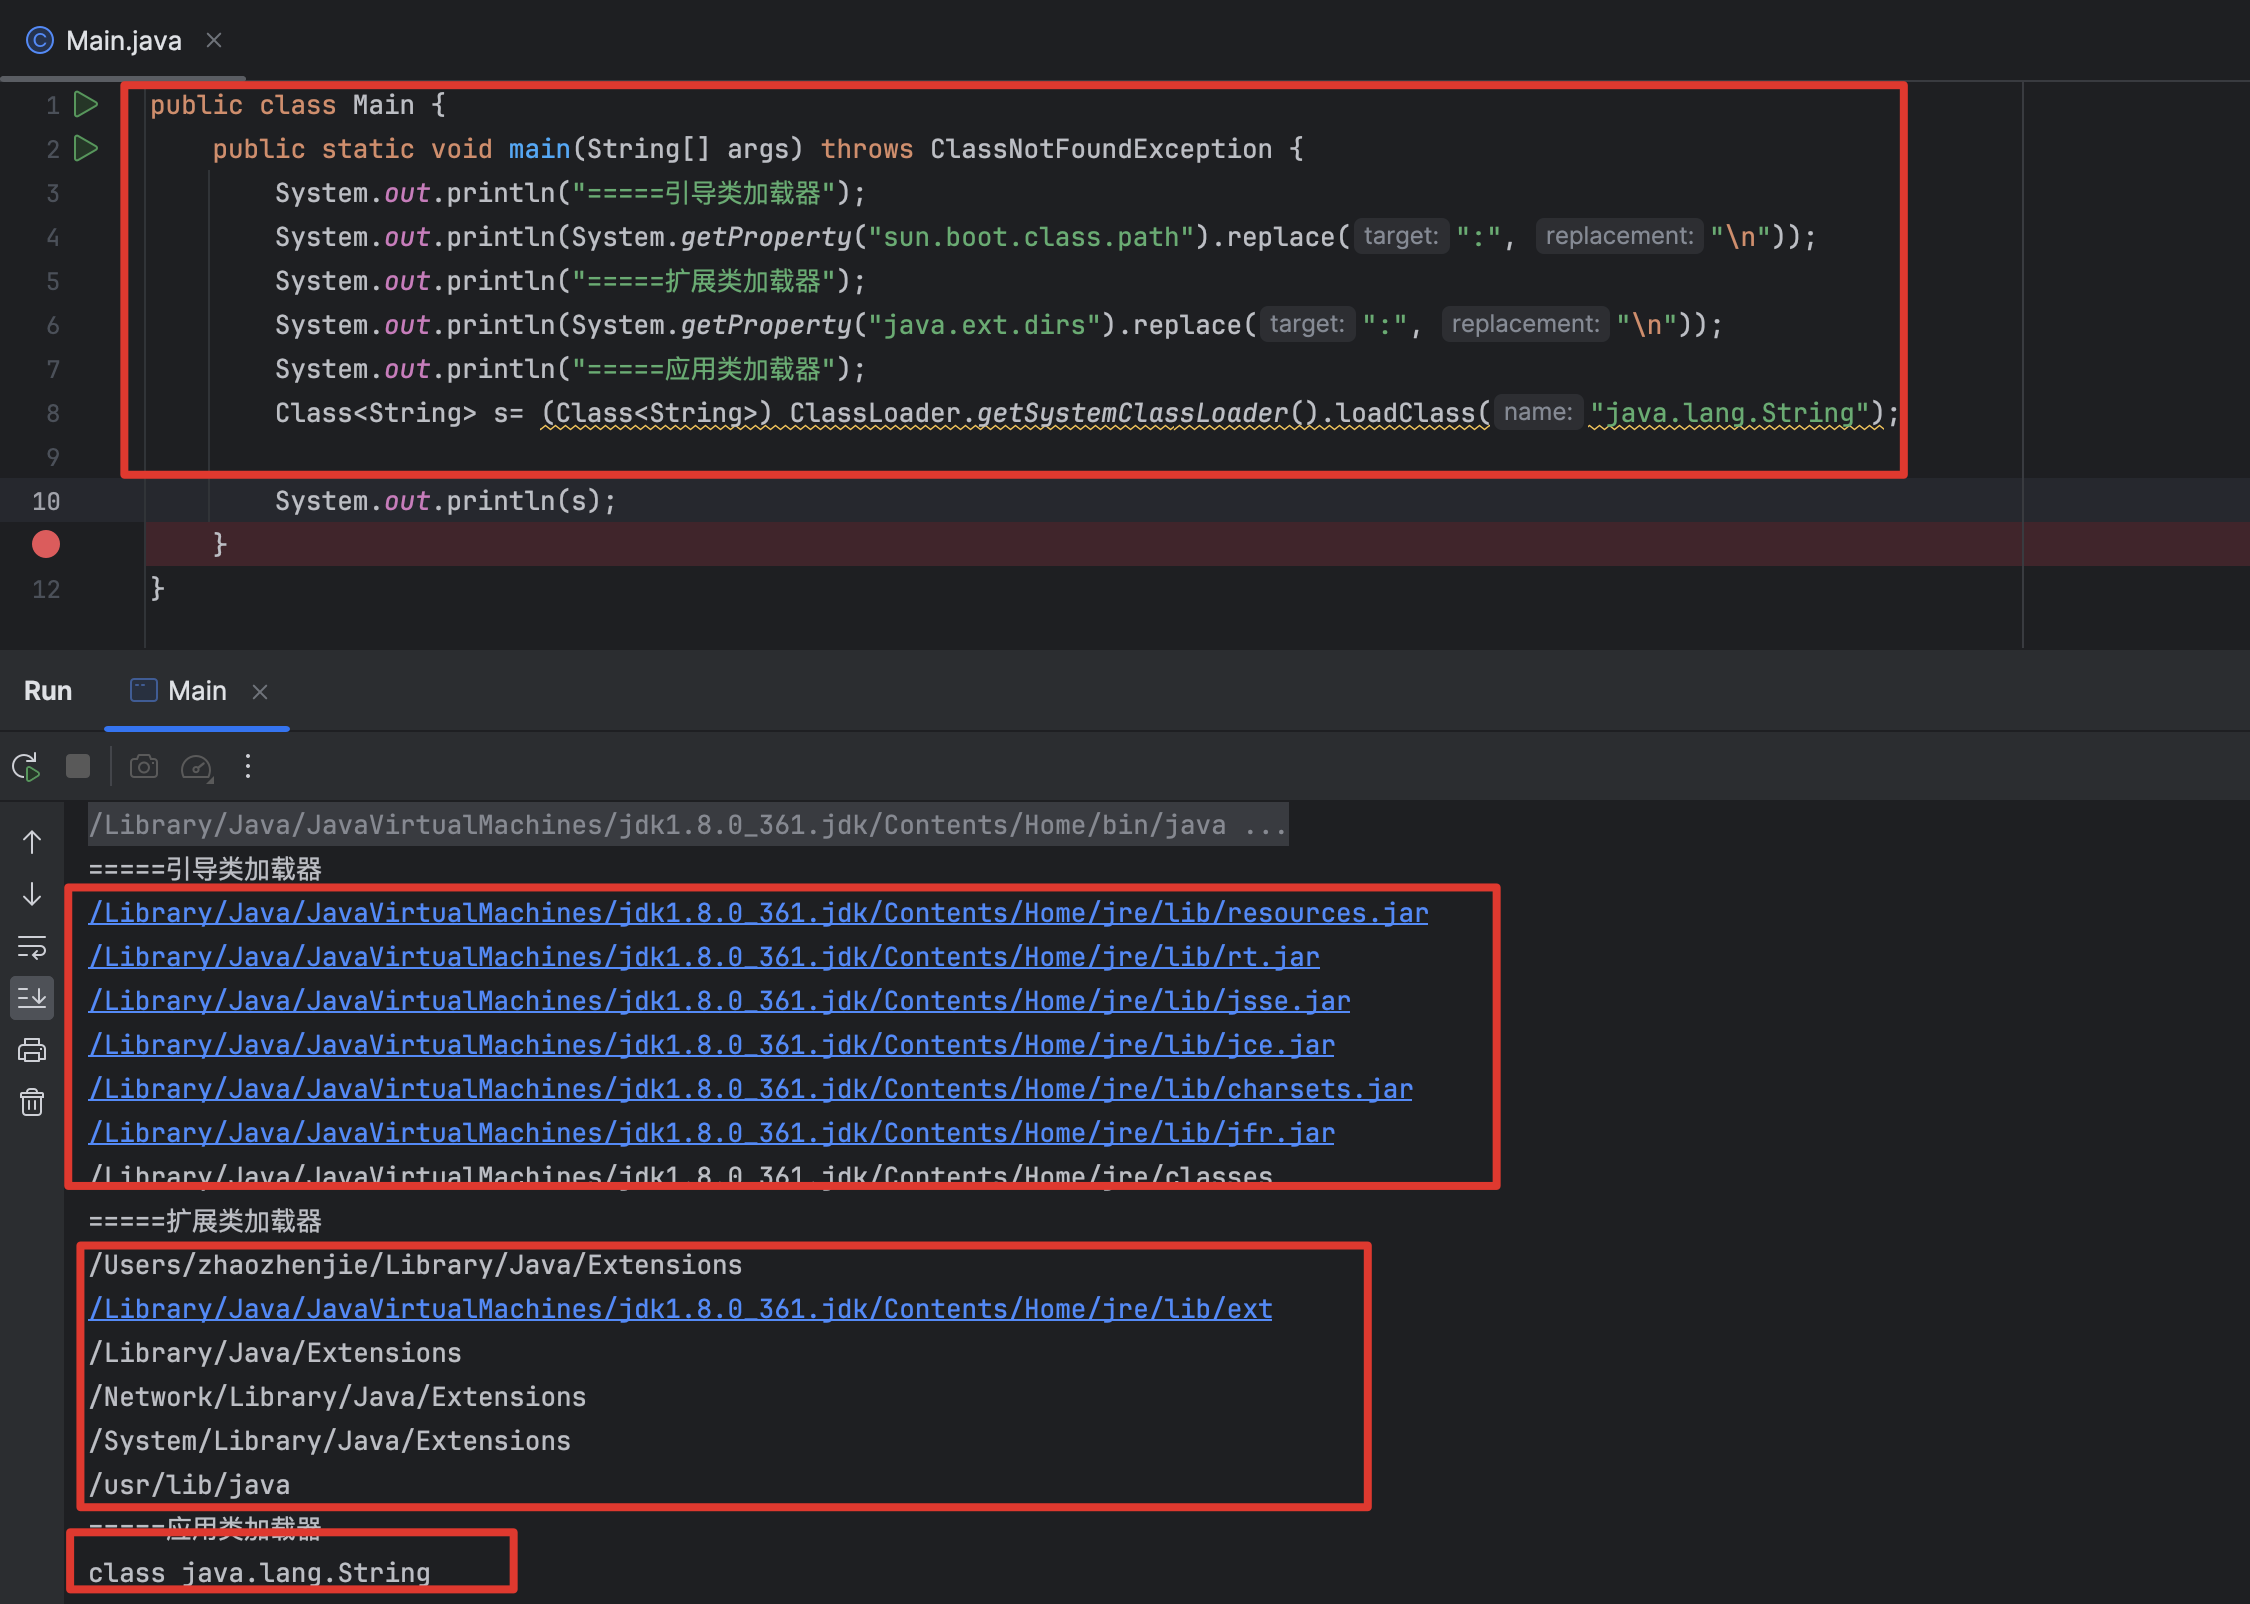 Main.java
1 public class Main {
2 public static void main(String[] args) throws ClassNotFoundException {
3 System.out.println("=====引导类加载器");
4 System.out.println(System.getProperty("sun.boot.class.path").replace( target: ":", replacement: "\n"));
5 System.out.println("=====扩展类加载器");
6 System.out.println(System.getProperty("java.ext.dirs").replace( target: ":", replacement: "\n"));
7 System.out.println("=====应用类加载器");
8 Class<String> s= (Class<String>) ClassLoader.getSystemClassLoader().loadClass( name: "java.lang.String");
9
10 System.out.println(s);
}
12 }
Run Main
/Library/Java/JavaVirtualMachines/jdk1.8.0_361.jdk/Contents/Home/bin/java ...
=====引导类加载器
/Library/Java/JavaVirtualMachines/jdk1.8.0_361.jdk/Contents/Home/jre/lib/resources.jar
/Library/Java/JavaVirtualMachines/jdk1.8.0_361.jdk/Contents/Home/jre/lib/rt.jar
/Library/Java/JavaVirtualMachines/jdk1.8.0_361.jdk/Contents/Home/jre/lib/jsse.jar
/Library/Java/JavaVirtualMachines/jdk1.8.0_361.jdk/Contents/Home/jre/lib/jce.jar
/Library/Java/JavaVirtualMachines/jdk1.8.0_361.jdk/Contents/Home/jre/lib/charsets.jar
/Library/Java/JavaVirtualMachines/jdk1.8.0_361.jdk/Contents/Home/jre/lib/jfr.jar
/Library/Java/JavaVirtualMachines/jdk1.8.0_361.jdk/Contents/Home/jre/classes
=====扩展类加载器
/Users/zhaozhenjie/Library/Java/Extensions
/Library/Java/JavaVirtualMachines/jdk1.8.0_361.jdk/Contents/Home/jre/lib/ext
/Library/Java/Extensions
/Network/Library/Java/Extensions
/System/Library/Java/Extensions
/usr/lib/java
=====应用类加载器
class java.lang.String